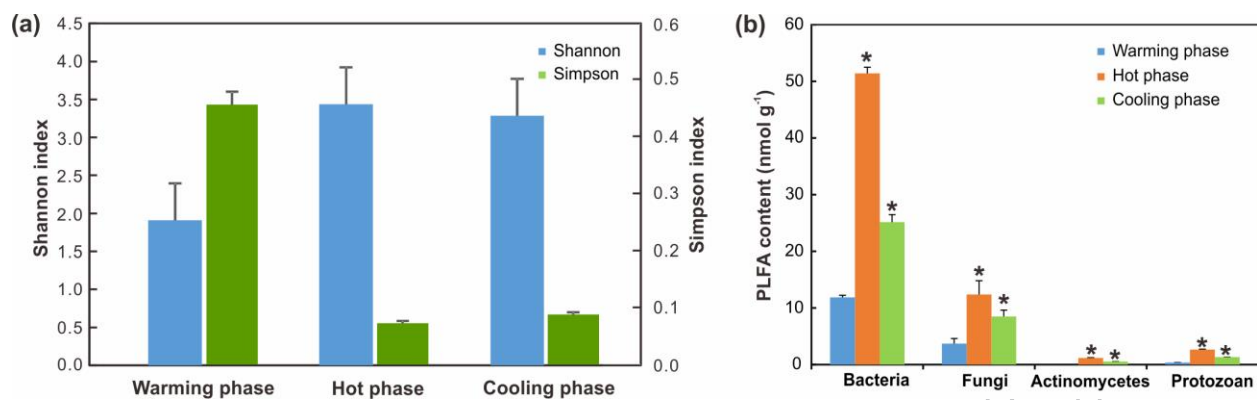 (a)
4.5
4.0
3.5
3.0
2.5
2.0
1.5
1.0
0.5
0.0
Shannon index
Shannon
Simpson
0.6
0.5
0.4
0.3
0.2
0.1
0.0
Simpson index
Warming phase
Hot phase
Cooling phase
(b)
60
50
40
30
20
10
0
PLFA content (nmol g-1)
Warming phase
Hot phase
Cooling phase
*
*
*
*
*
*
*
*
Bacteria
Fungi
Actinomycetes
Protozoan